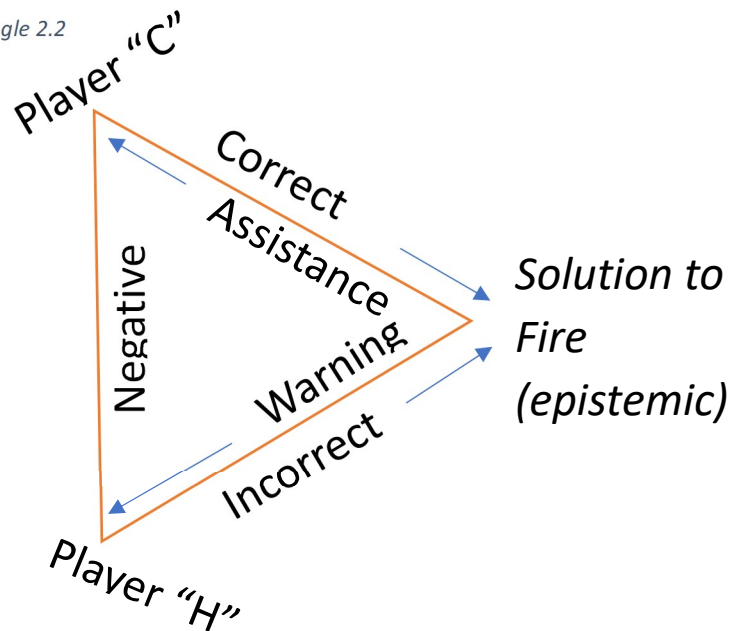 gle 2.2
Player “C”
Correct
Assistance
Negative
Warning
Incorrect
Solution to
Fire
(epistemic)
Player “H”